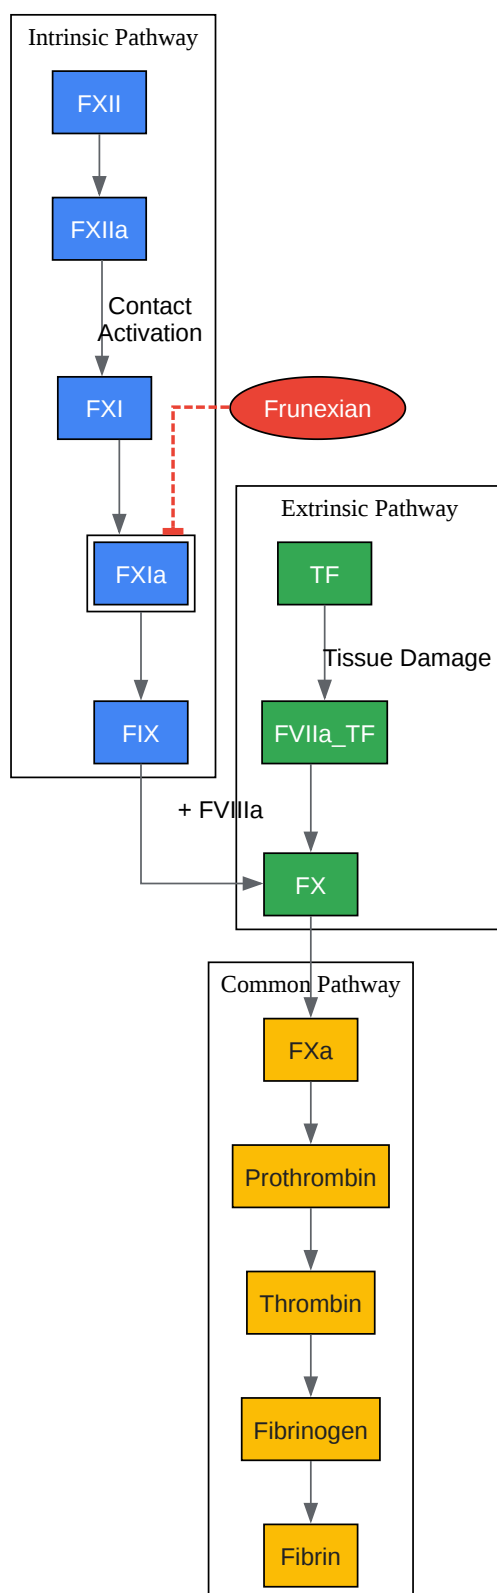 Intrinsic Pathway
FXII
FXIIa
Contact
Activation
FXI
Frunexian
FXIa
FIX
Extrinsic Pathway
TF
Tissue Damage
FVIIa_TF
+ FVIIIa
FX
Common Pathway
FXa
Prothrombin
Thrombin
Fibrinogen
Fibrin